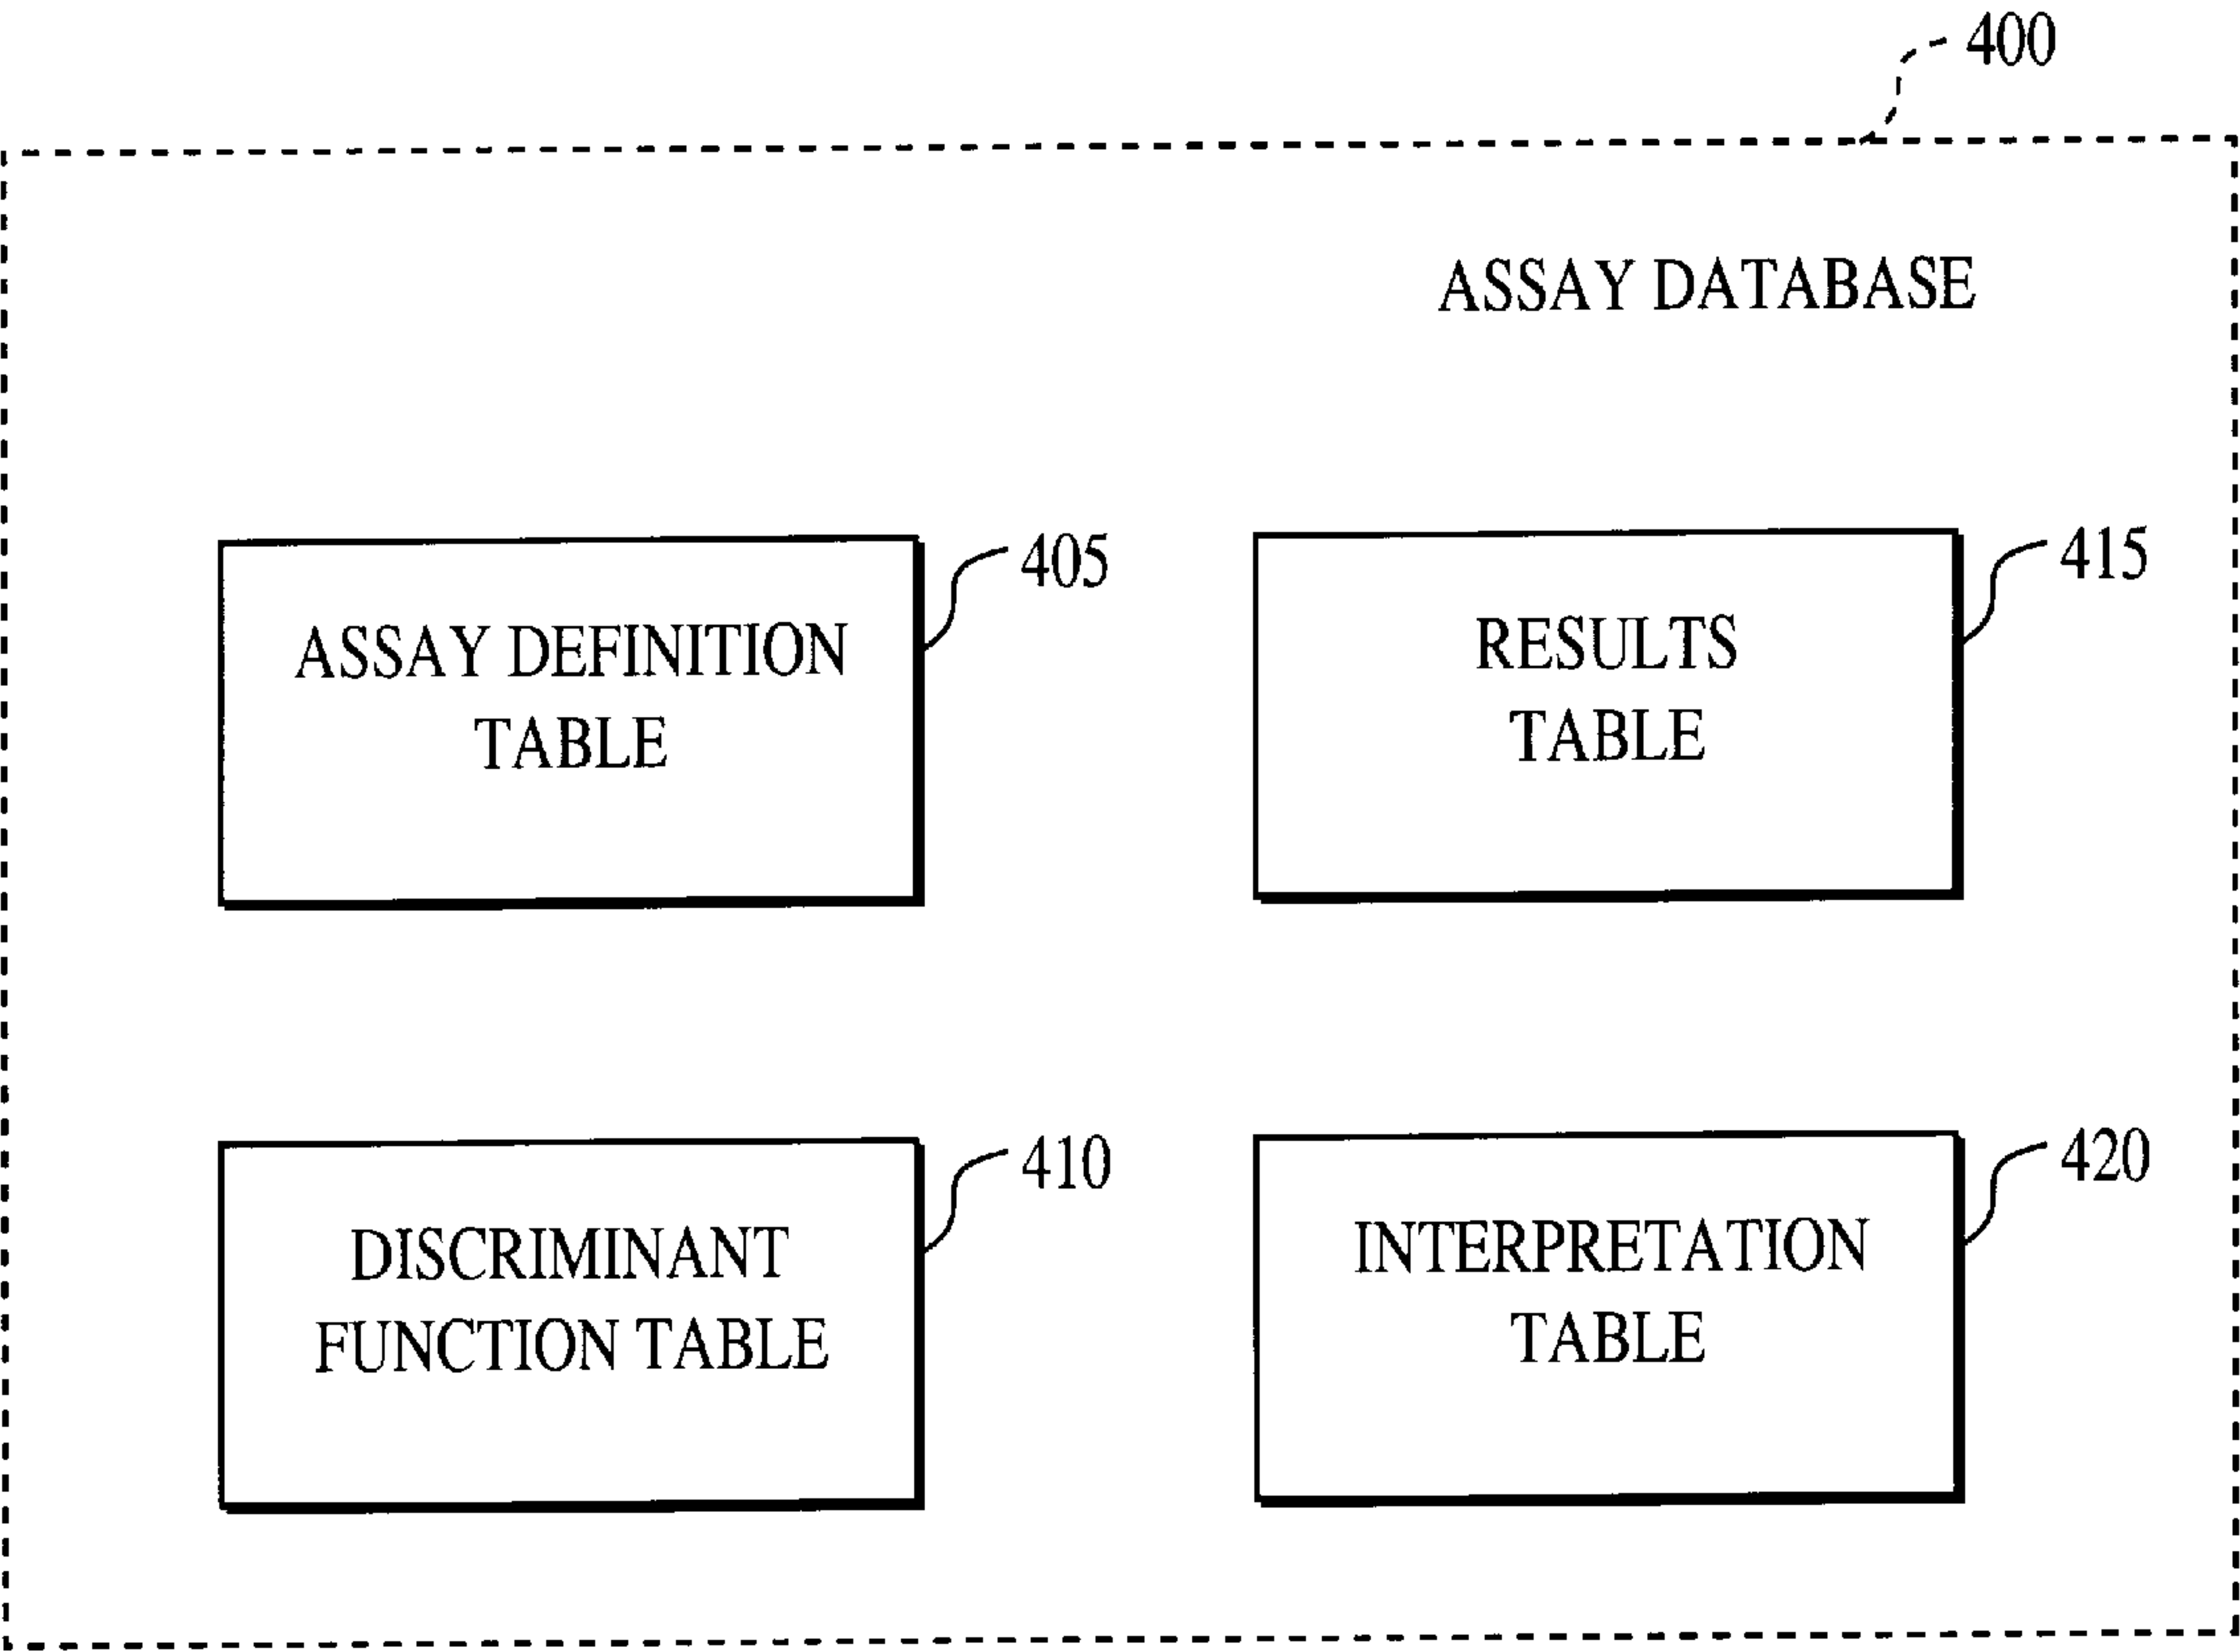 400
ASSAY DATABASE
405
ASSAY DEFINITION
TABLE
415
RESULTS
TABLE
410
DISCRIMINANT
FUNCTION TABLE
420
INTERPRETATION
TABLE